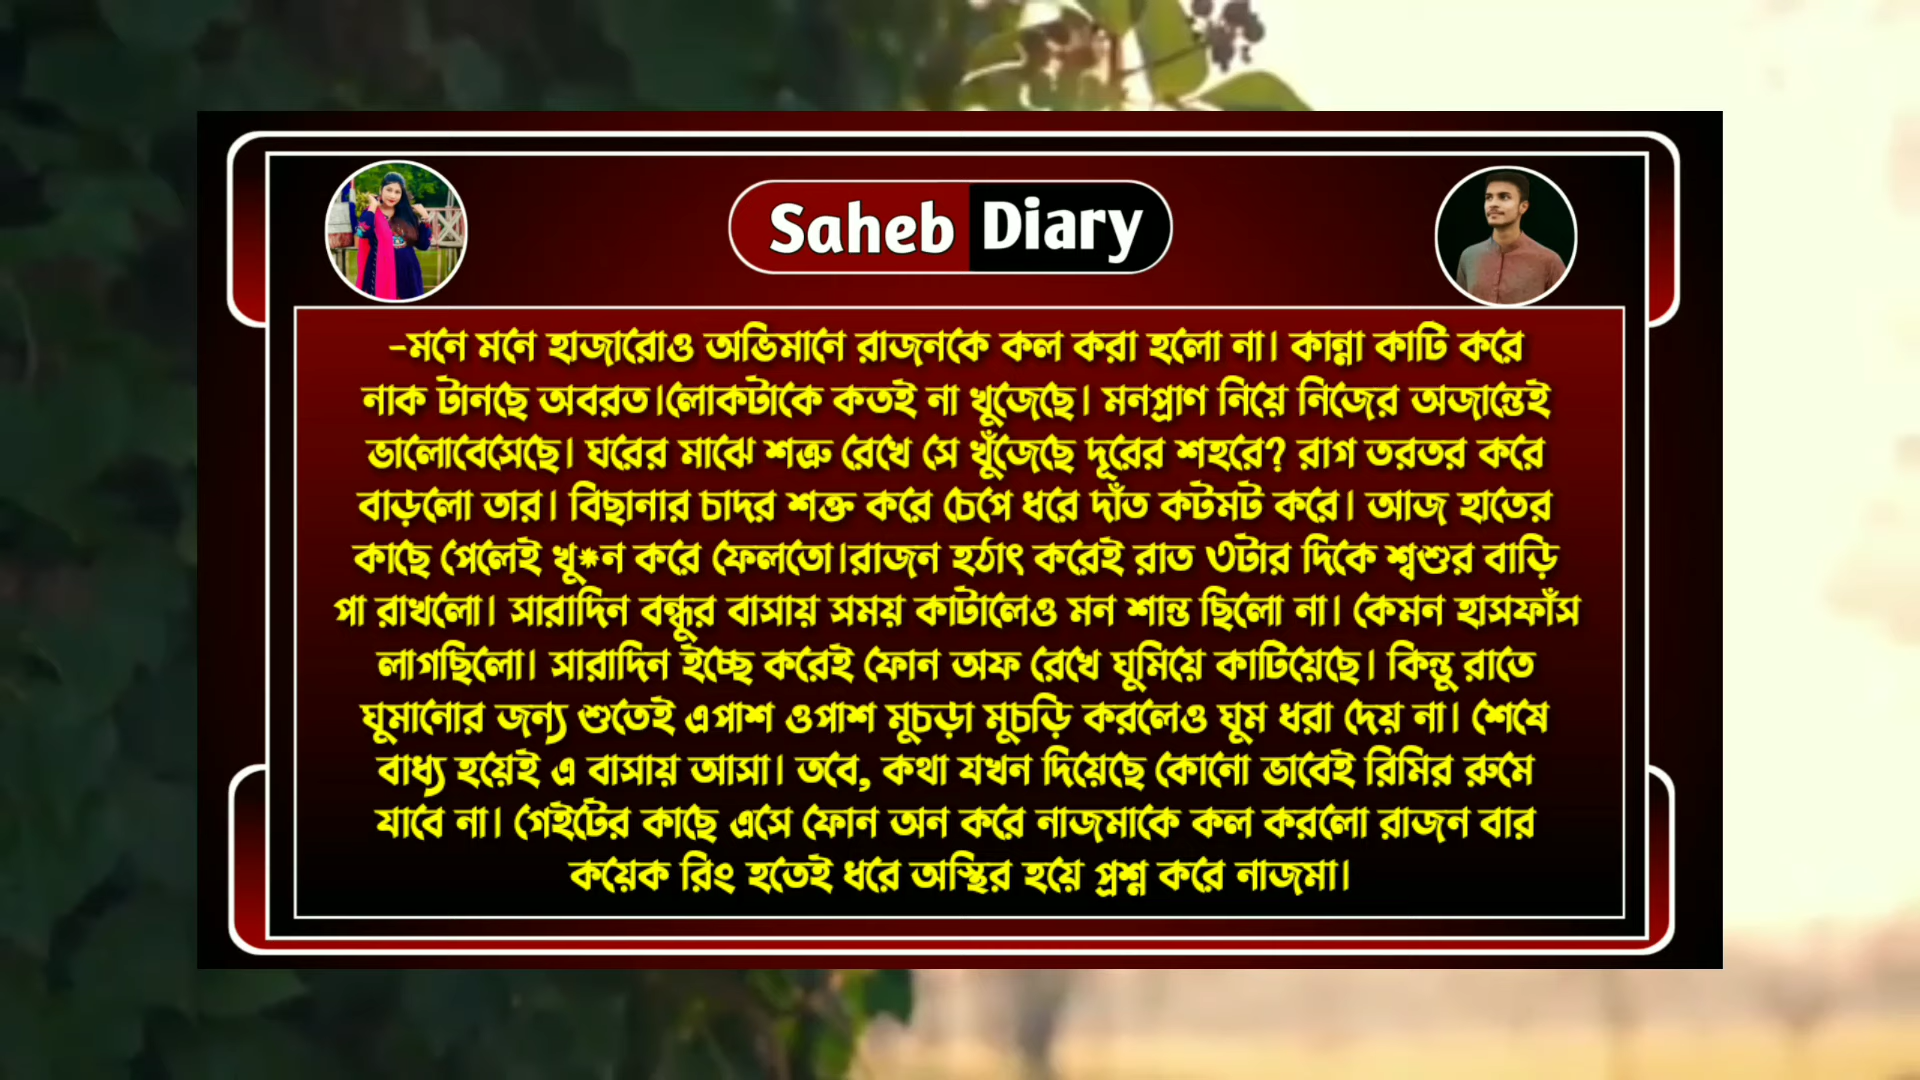 Saheb Diary
-মনে মনে হাজারোও অভিমানে রাজনকে কল করা হলো না। কান্না কাটি করে
নাক টানছে অবরত।লোকটাকে কতই না খুজেছে। মনপ্রাণ নিয়ে নিজের অজান্তেই
ভালোবেসেছে। ঘরের মাঝে শত্রু রেখে সে খুঁজেছে দূরের শহরে? রাগ তরতর করে
বাড়লো তার। বিছানার চাদর শক্ত করে চেপে ধরে দাঁত কটমট করে। আজ হাতের
কাছে পেলেই খু*ন করে ফেলতো।রাজন হঠাৎ করেই রাত ৩টার দিকে শ্বশুর বাড়ি
পা রাখলো। সারাদিন বন্ধুর বাসায় সময় কাটালেও মন শান্ত ছিলো না। কেমন হাসফাঁস
লাগছিলো। সারাদিন ইচ্ছে করেই ফোন অফ রেখে ঘুমিয়ে কাটিয়েছে। কিন্তু রাতে
ঘুমানোর জন্য শুতেই এপাশ ওপাশ মুচড়া মুচড়ি করলেও ঘুম ধরা দেয় না। শেষে
বাধ্য হয়েই এ বাসায় আসা। তবে, কথা যখন দিয়েছে কোনো ভাবেই রিমির রুমে
যাবে না। গেইটের কাছে এসে ফোন অন করে নাজমাকে কল করলো রাজন বার
কয়েক রিং হতেই ধরে অস্থির হয়ে প্রশ্ন করে নাজমা।